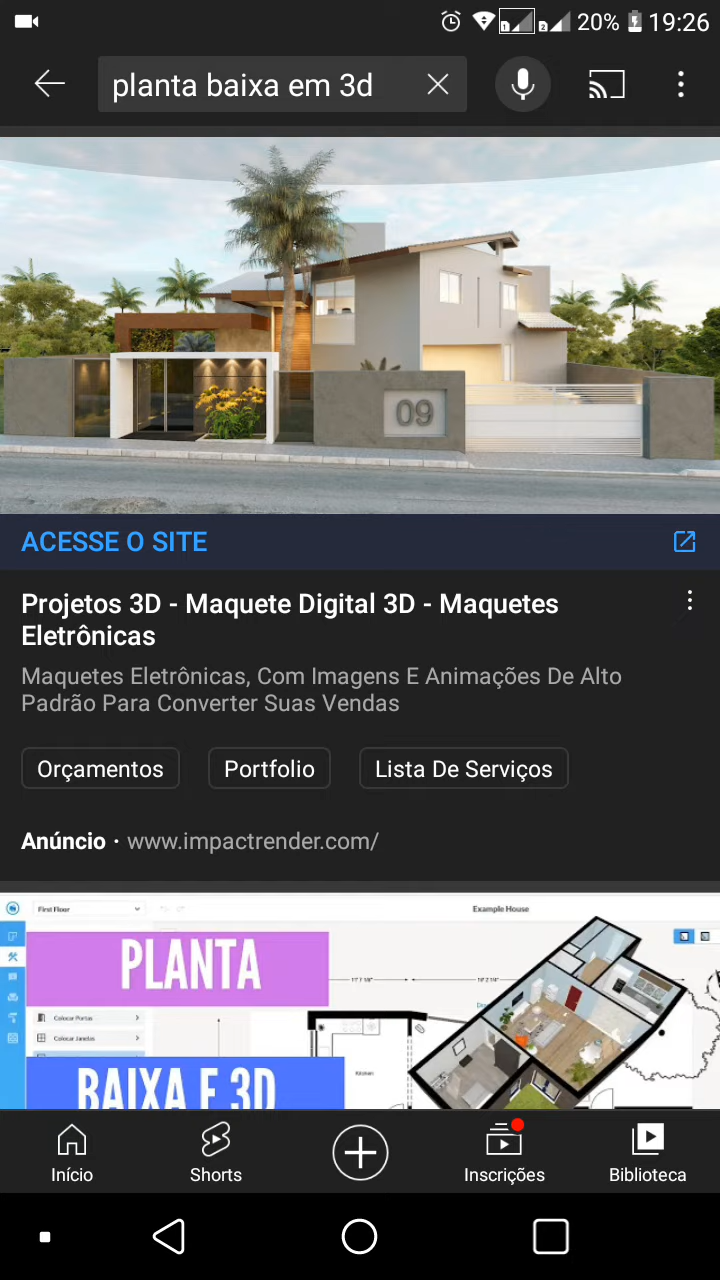 1 2 20% 19:26
planta baixa em 3d
09
ACESSE O SITE
Projetos 3D - Maquete Digital 3D - Maquetes
Eletrônicas
Maquetes Eletrônicas, Com Imagens E Animações De Alto
Padrão Para Converter Suas Vendas
Orçamentos Portfolio Lista De Serviços
Anúncio · www.impactrender.com/
First Floor Example House
PLANTA
Colocar Portas
Colocar Janelas
Kitchen
BAIXA E 3D
Início Shorts Inscrições Biblioteca